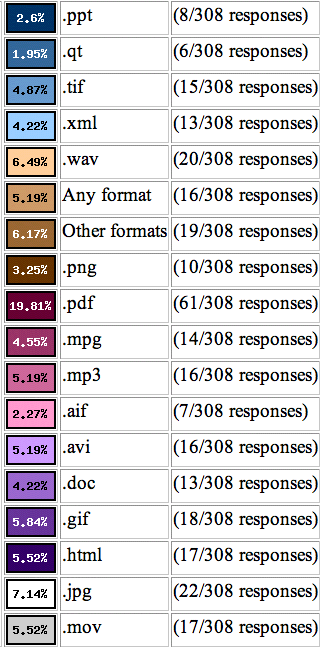 2.6% .ppt (8/308 responses)
1.95% .qt (6/308 responses)
4.87% .tif (15/308 responses)
4.22% .xml (13/308 responses)
6.49% .wav (20/308 responses)
5.19% Any format (16/308 responses)
6.17% Other formats (19/308 responses)
3.25% .png (10/308 responses)
19.81% .pdf (61/308 responses)
4.55% .mpg (14/308 responses)
5.19% .mp3 (16/308 responses)
2.27% .aif (7/308 responses)
5.19% .avi (16/308 responses)
4.22% .doc (13/308 responses)
5.84% .gif (18/308 responses)
5.52% .html (17/308 responses)
7.14% .jpg (22/308 responses)
5.52% .mov (17/308 responses)